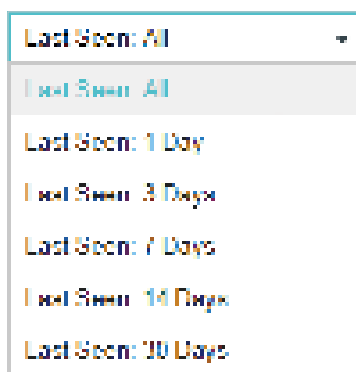 Last Seen: All
Last Seen: All
Last Seen: 1 Day
Last Seen: 3 Days
Last Seen: 7 Days
Last Seen: 14 Days
Last Seen: 30 Days